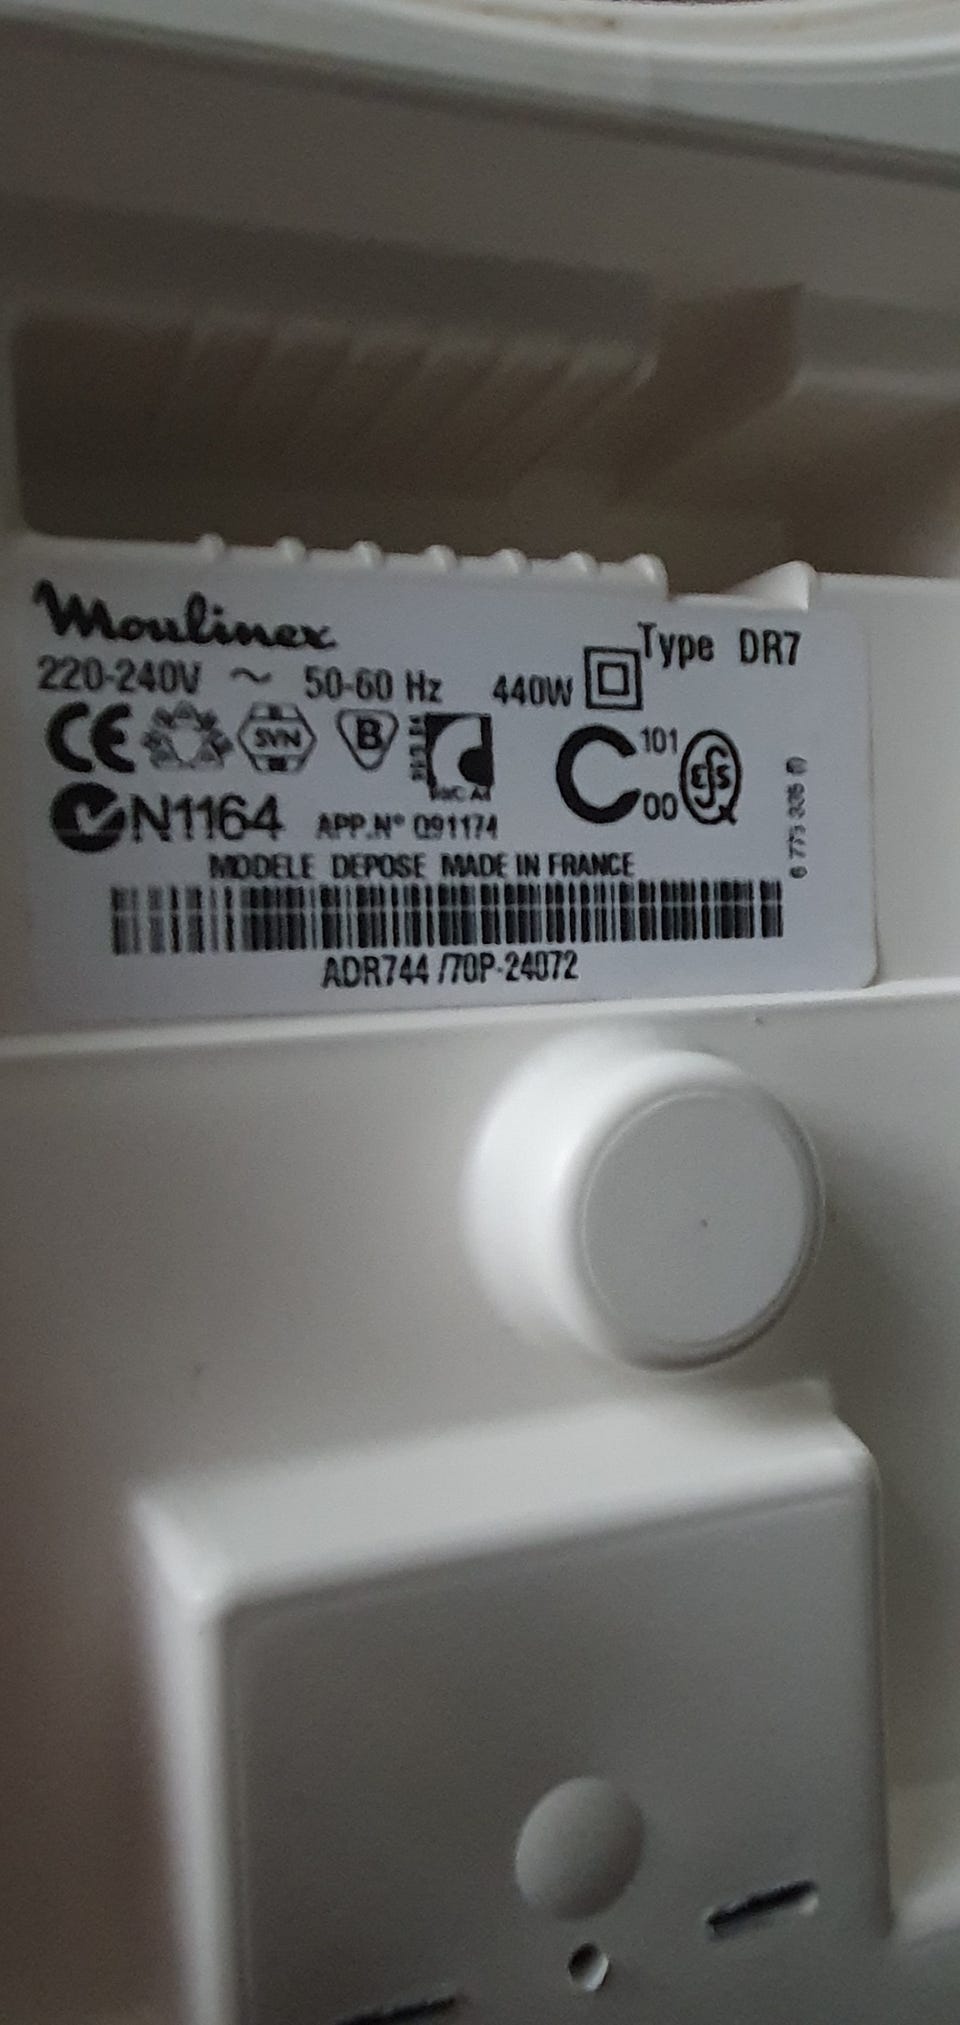 Moulinex
Type DR7
220-240V ~ 50-60 Hz 440W
CE SVN B C 101 00
N1164 APP.N° 091174
MODELE DEPOSE MADE IN FRANCE
ADR744 /70P-24072